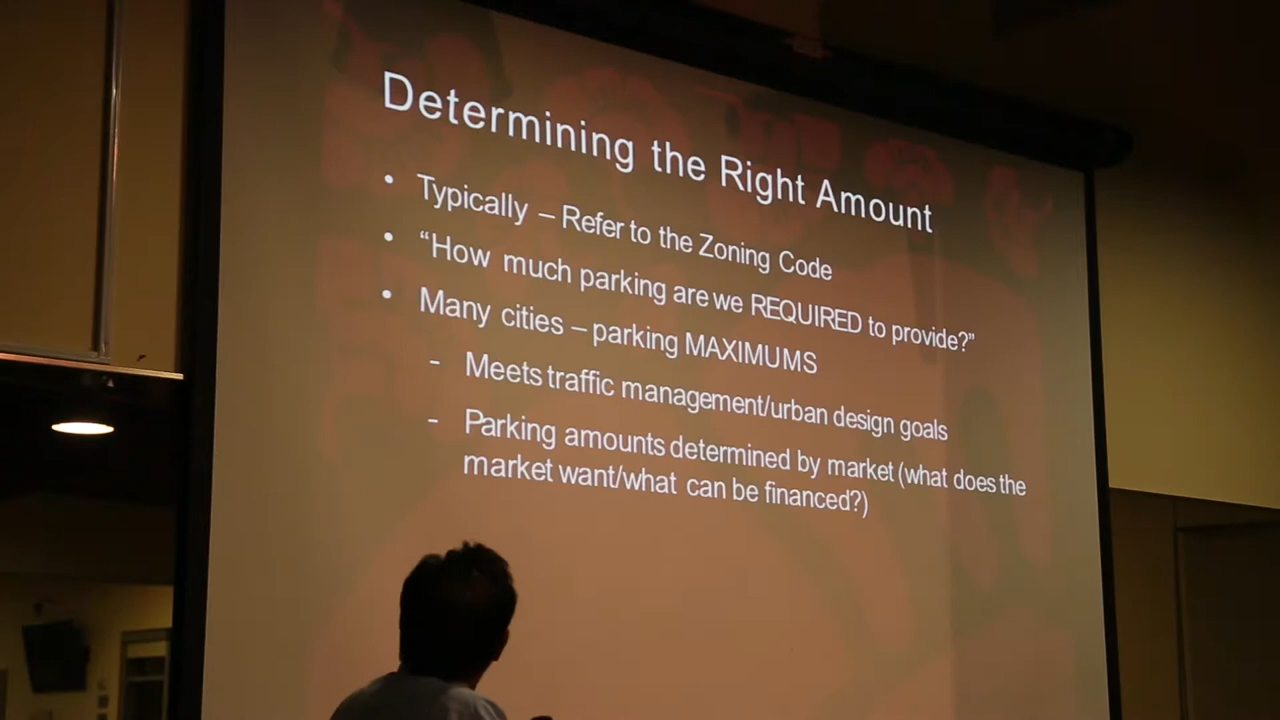 Determining the Right Amount
• Typically – Refer to the Zoning Code
• “How much parking are we REQUIRED to provide?”
• Many cities – parking MAXIMUMS
- Meets traffic management/urban design goals
- Parking amounts determined by market (what does the
market want/what can be financed?)